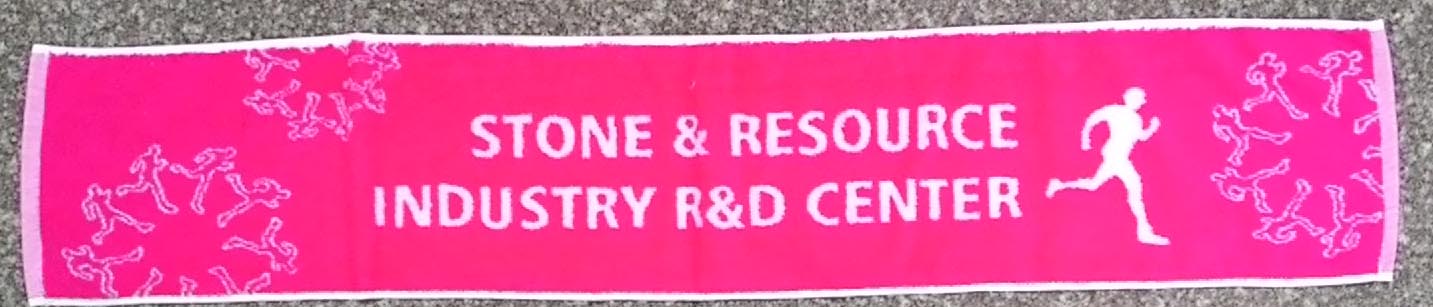 STONE & RESOURCE
INDUSTRY R&D CENTER